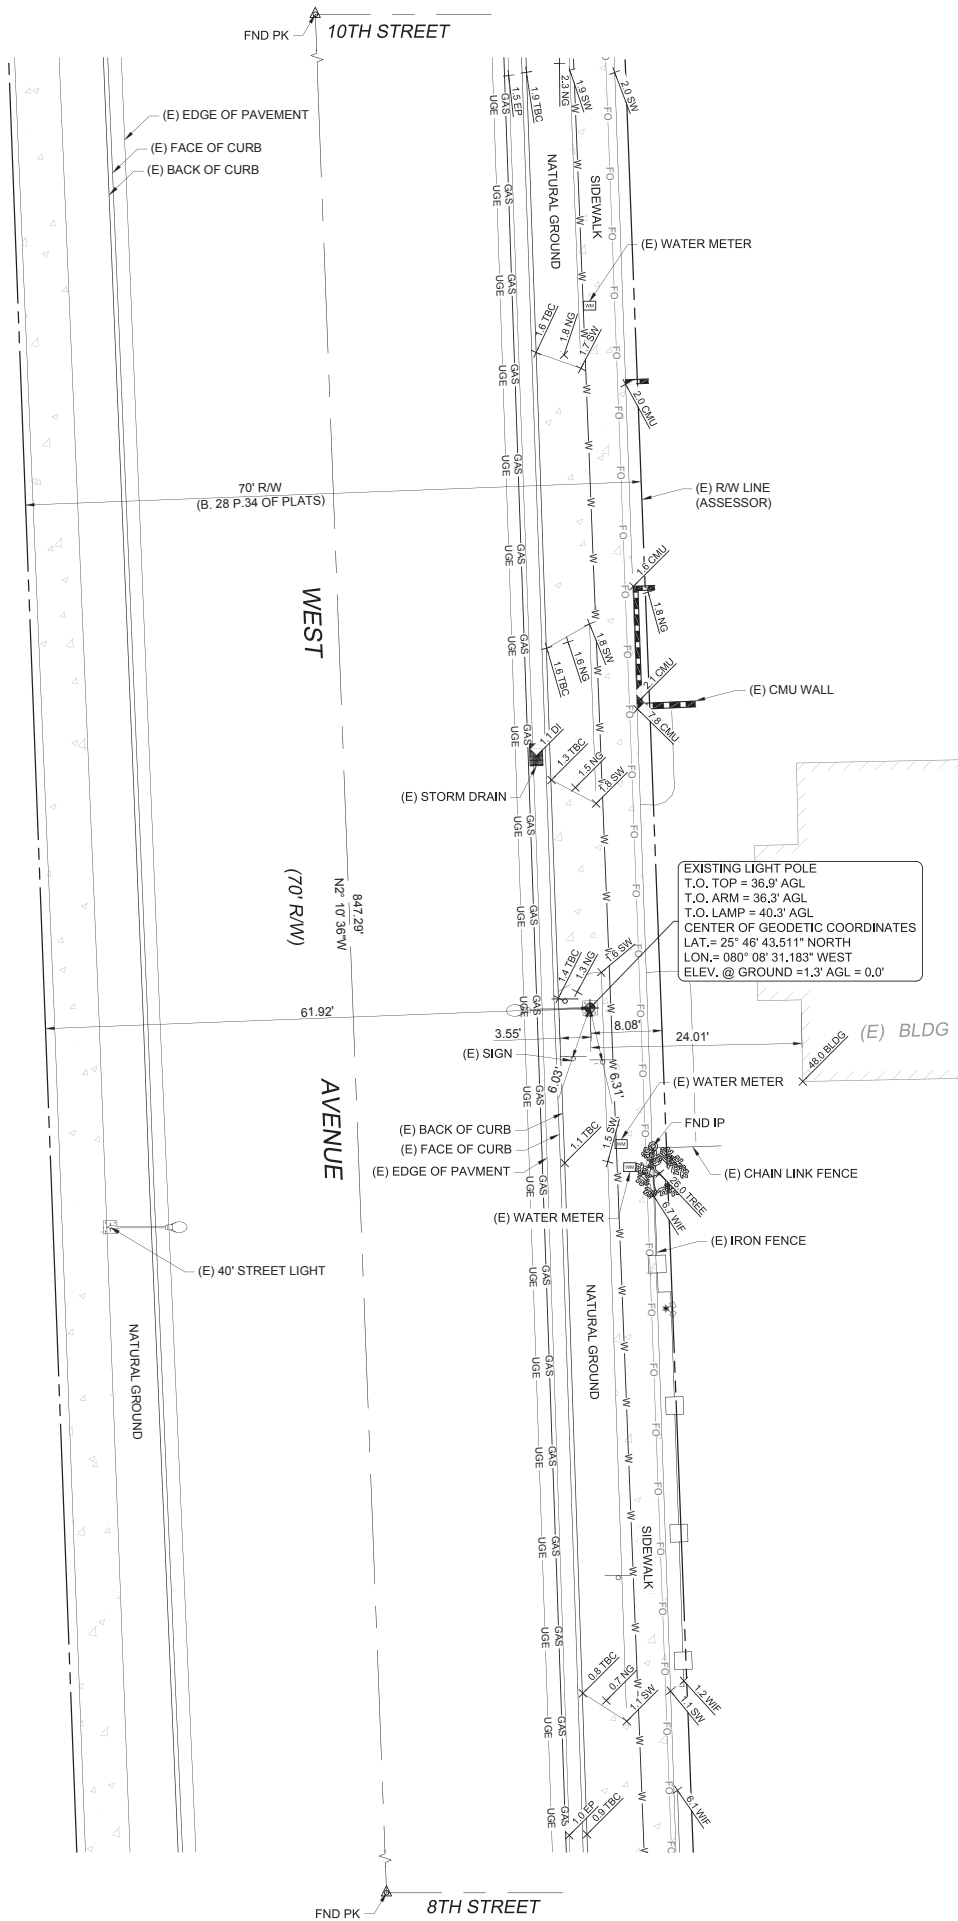 FND PK
10TH STREET
(E) EDGE OF PAVEMENT
(E) FACE OF CURB
(E) BACK OF CURB
UGE
GAS
1.5 EP
1.9 TBC
2.3 NG
1.9 SW
2.0 SW
W
FO
NATURAL GROUND
SIDEWALK
(E) WATER METER
WM
1.6 TBC
1.8 NG
1.7 SW
2.0 CMU
70' R/W
(B. 28 P.34 OF PLATS)
(E) R/W LINE
(ASSESSOR)
1.6 CMU
1.8 NG
WEST
1.6 TBC
1.6 NG
1.8 SW
2.1 CMU
7.8 CMU
(E) CMU WALL
1.1 DI
1.3 TBC
1.5 NG
1.8 SW
(E) STORM DRAIN
(70' R/W)
847.29'
N2° 10' 36"W
EXISTING LIGHT POLE
T.O. TOP = 36.9' AGL
T.O. ARM = 36.3' AGL
T.O. LAMP = 40.3' AGL
CENTER OF GEODETIC COORDINATES
LAT.= 25° 46' 43.511" NORTH
LON.= 080° 08' 31.183" WEST
ELEV. @ GROUND =1.3' AGL = 0.0'
1.4 TBC
1.3 NG
1.6 SW
61.92'
3.55'
8.08'
24.01'
(E) BLDG
48.0 BLDG
(E) SIGN
6.03'
6.31'
(E) WATER METER
AVENUE
(E) BACK OF CURB
(E) FACE OF CURB
(E) EDGE OF PAVMENT
1.1 TBC
1.5 SW
WM
WM
FND IP
(E) CHAIN LINK FENCE
26.0 TREE
6.7 WIF
(E) WATER METER
(E) IRON FENCE
(E) 40' STREET LIGHT
NATURAL GROUND
NATURAL GROUND
SIDEWALK
0.8 TBC
0.7 NG
1.1 SW
1.2 WIF
1.1 SW
1.0 EP
0.9 TBC
6.1 WIF
FND PK
8TH STREET